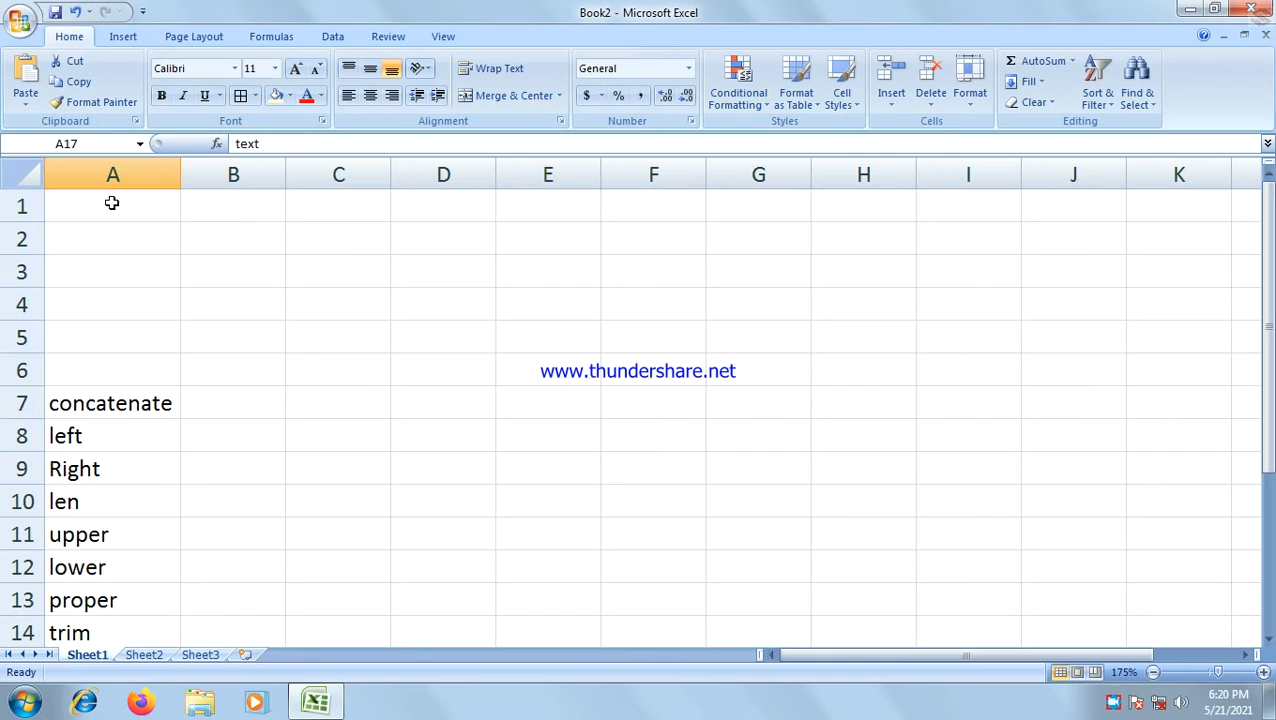 Book2 - Microsoft Excel
Home Insert Page Layout Formulas Data Review View
Paste
Cut
Copy
Format Painter
Clipboard
Calibri 11
B I U
Font
Wrap Text
Merge & Center
Alignment
General
$ % ,
Number
Conditional Formatting
Format as Table
Cell Styles
Styles
Insert
Delete
Format
Cells
Σ AutoSum
Fill
Clear
Sort & Filter
Find & Select
Editing
A17 fx text
A B C D E F G H I J K
1
2
3
4
5
6
www.thundershare.net
7 concatenate
8 left
9 Right
10 len
11 upper
12 lower
13 proper
14 trim
Sheet1 Sheet2 Sheet3
Ready 175%
6:20 PM
5/21/2021